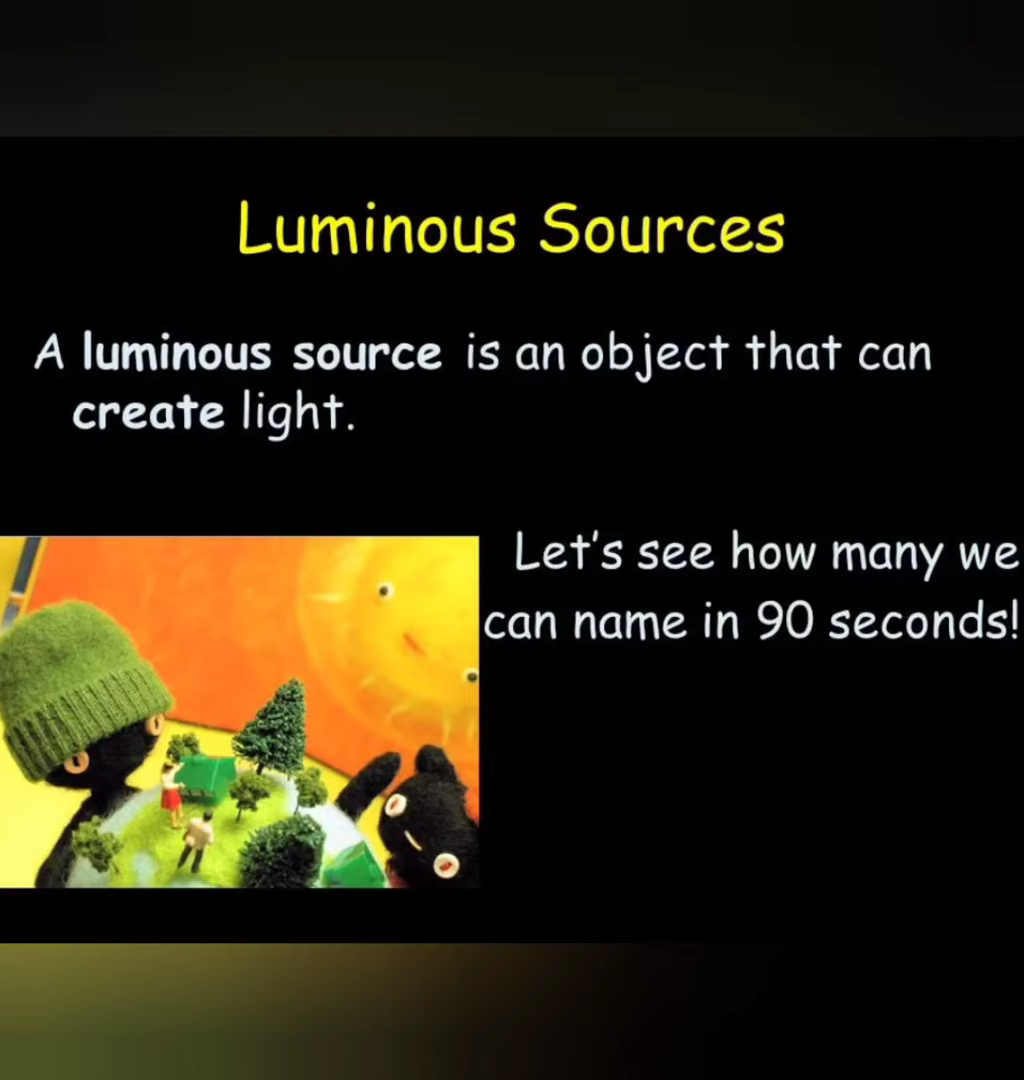 Luminous Sources
A luminous source is an object that can
create light.
Let's see how many we
can name in 90 seconds!